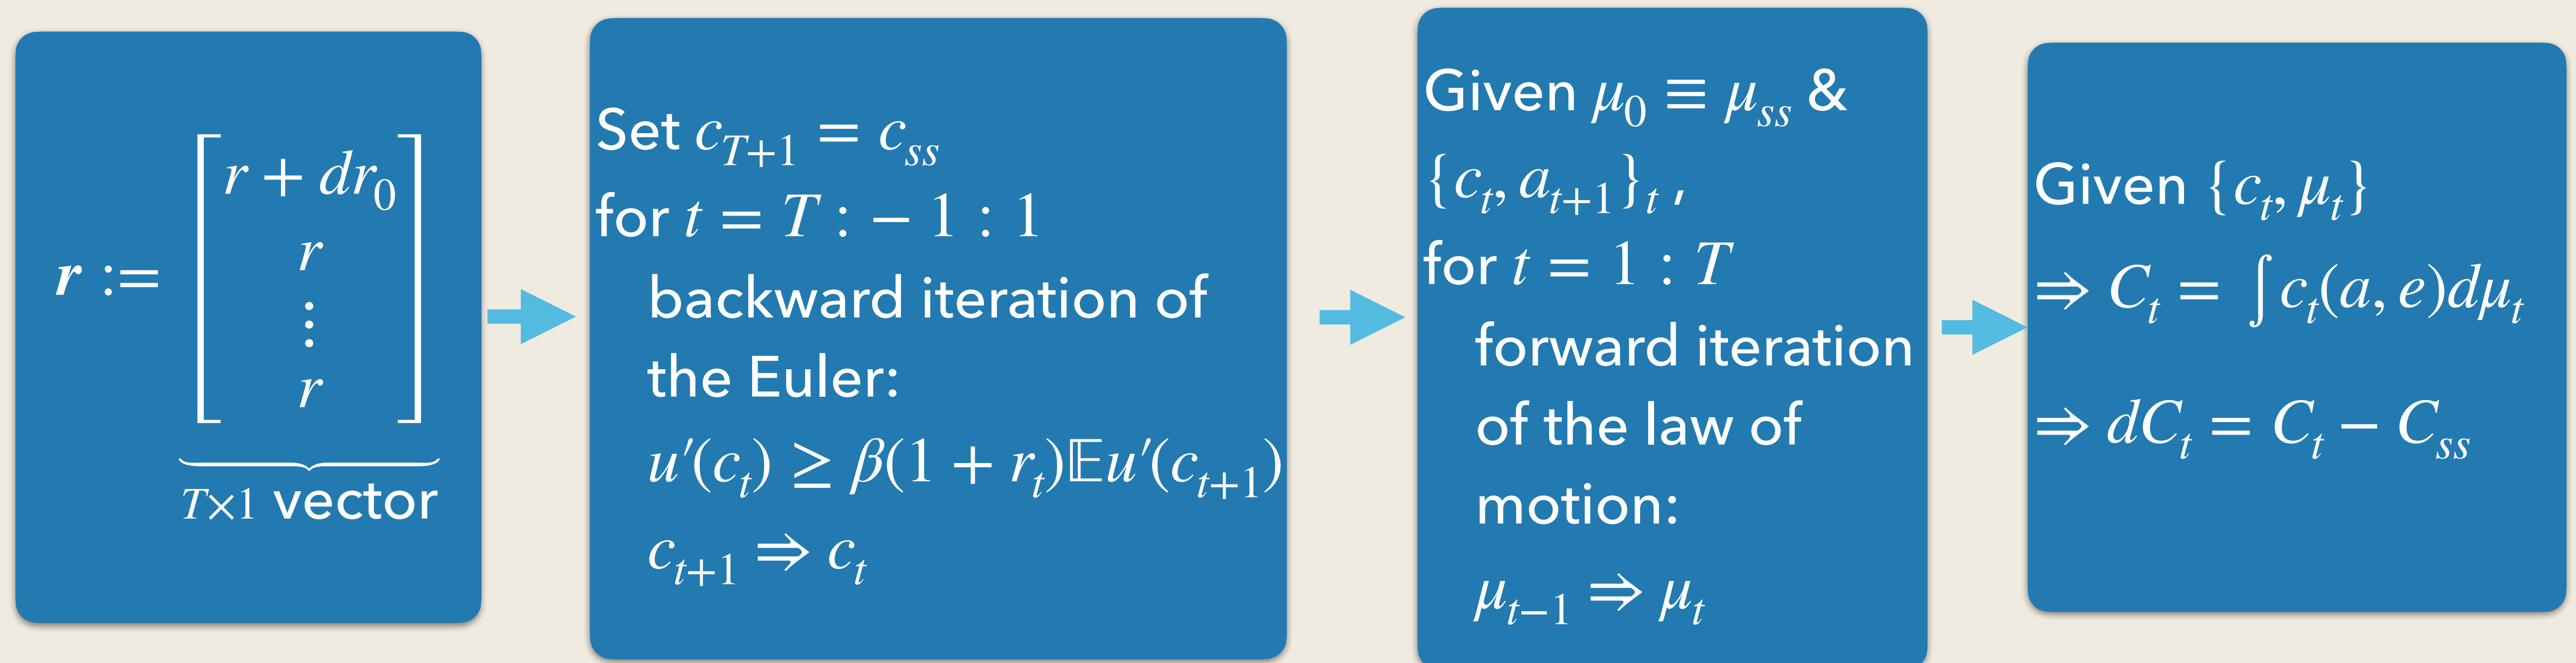 r := [ r + dr₀
r
⋮
r ]
T×1 vector
Set c_{T+1} = c_{ss}
for t = T : − 1 : 1
backward iteration of
the Euler:
u′(c_t) ≥ β(1 + r_t)𝔼u′(c_{t+1})
c_{t+1} ⇒ c_t
Given μ₀ ≡ μ_{ss} &
{c_t, a_{t+1}}_t ,
for t = 1 : T
forward iteration
of the law of
motion:
μ_{t−1} ⇒ μ_t
Given {c_t, μ_t}
⇒ C_t = ∫c_t(a, e)dμ_t
⇒ dC_t = C_t − C_{ss}